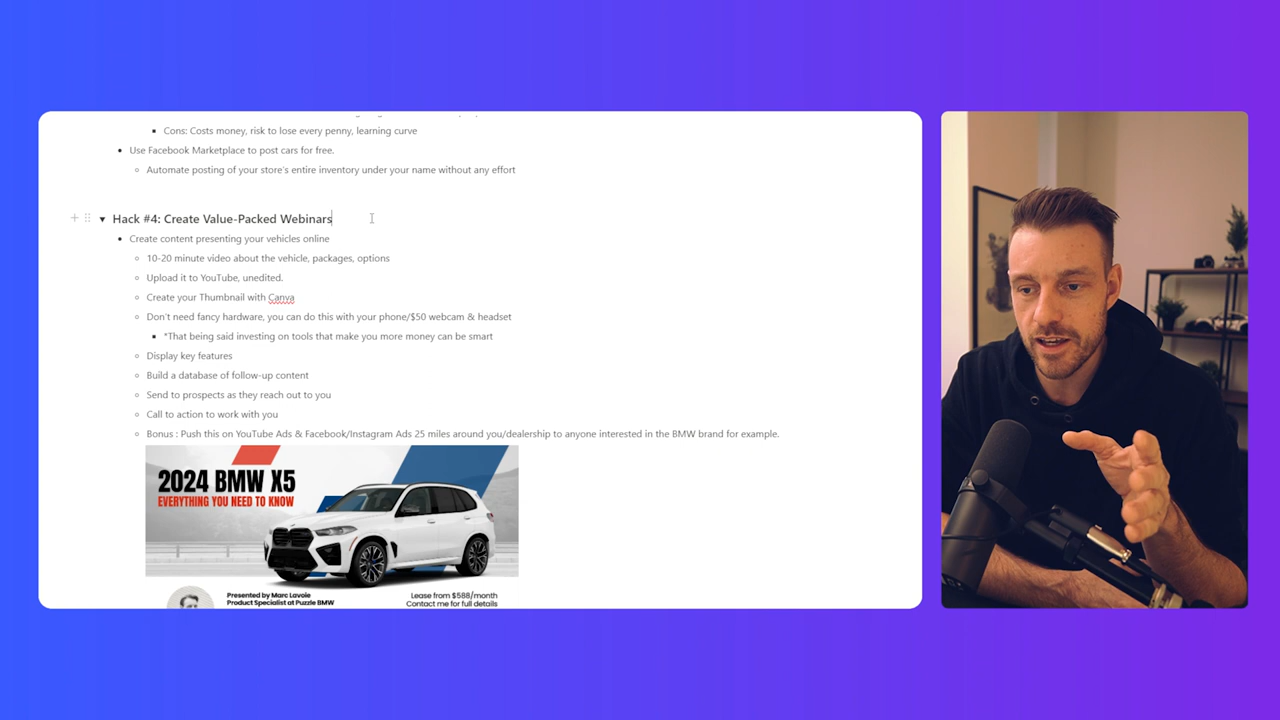 Cons: Costs money, risk to lose every penny, learning curve
Use Facebook Marketplace to post cars for free.
Automate posting of your store's entire inventory under your name without any effort
Hack #4: Create Value-Packed Webinars
Create content presenting your vehicles online
10-20 minute video about the vehicle, packages, options
Upload it to YouTube, unedited.
Create your Thumbnail with Canva
Don't need fancy hardware, you can do this with your phone/$50 webcam & headset
*That being said investing on tools that make you more money can be smart
Display key features
Build a database of follow-up content
Send to prospects as they reach out to you
Call to action to work with you
Bonus : Push this on YouTube Ads & Facebook/Instagram Ads 25 miles around you/dealership to anyone interested in the BMW brand for example.
2024 BMW X5
EVERYTHING YOU NEED TO KNOW
Presented by Marc Lavoie
Product Specialist at Puzzle BMW
Lease from $588/month
Contact me for full details